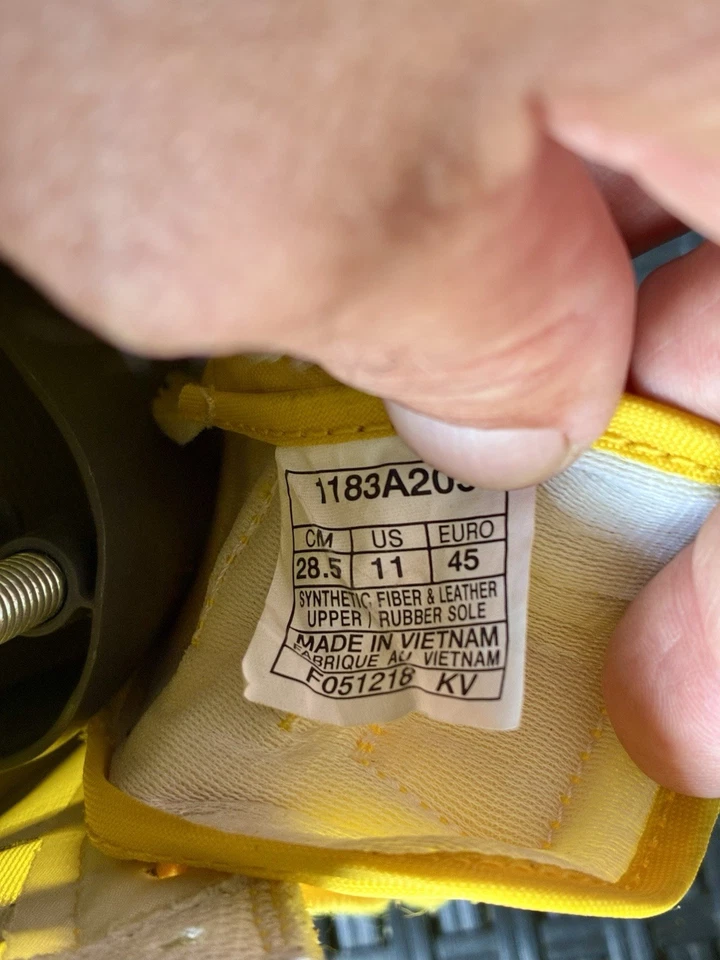 CM US EURO
28.5 11 45
SYNTHETIC FIBER & LEATHER
UPPER / RUBBER SOLE
MADE IN VIETNAM
FABRIQUE AU VIETNAM
F051218 KV